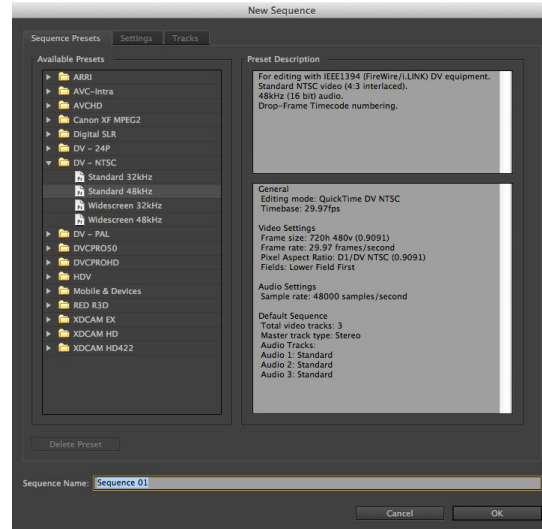 New Sequence
Sequence Presets
Settings
Tracks
Available Presets
ARRI
AVC-Intra
AVCHD
Canon XF MPEG2
Digital SLR
DV - 24P
DV - NTSC
Standard 32kHz
Standard 48kHz
Widescreen 32kHz
Widescreen 48kHz
DV - PAL
DVCPRO50
DVCPROHD
HDV
Mobile & Devices
RED R3D
XDCAM EX
XDCAM HD
XDCAM HD422
Preset Description
For editing with IEEE1394 (FireWire/i.LINK) DV equipment.
Standard NTSC video (4:3 interlaced).
48kHz (16 bit) audio.
Drop-Frame Timecode numbering.
General
Editing mode: QuickTime DV NTSC
Timebase: 29.97fps
Video Settings
Frame size: 720h 480v (0.9091)
Frame rate: 29.97 frames/second
Pixel Aspect Ratio: D1/DV NTSC (0.9091)
Fields: Lower Field First
Audio Settings
Sample rate: 48000 samples/second
Default Sequence
Total video tracks: 3
Master track type: Stereo
Audio Tracks:
Audio 1: Standard
Audio 2: Standard
Audio 3: Standard
Delete Preset
Sequence Name: Sequence 01
Cancel
OK